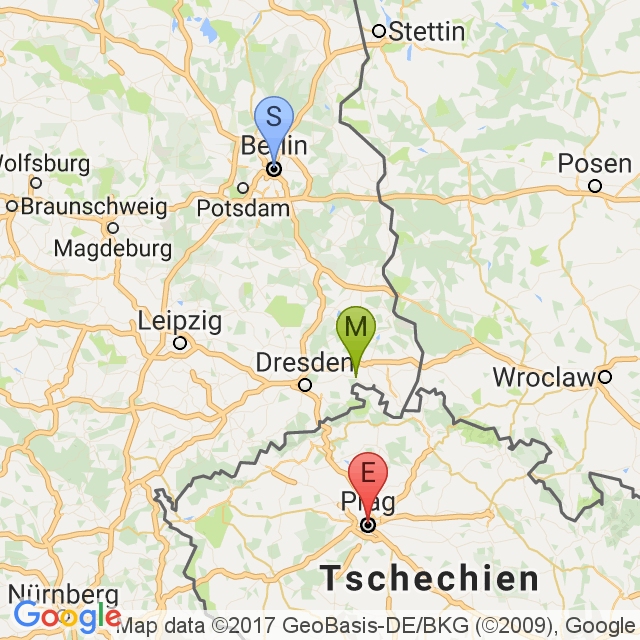 Stettin
S
Berlin
Wolfsburg
Posen
Braunschweig
Potsdam
Magdeburg
Leipzig
M
Dresden
Wroclaw
E
Prag
Tschechien
Nürnberg
Google
Map data ©2017 GeoBasis-DE/BKG (©2009), Google